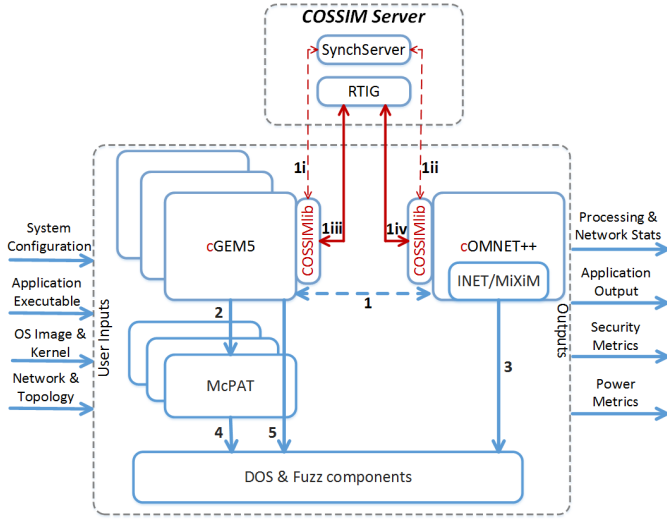 COSSIM Server
SynchServer
RTIG
1i
1ii
1iii
1iv
cGEM5
COSSIMlib
COSSIMlib
cOMNET++
INET/MiXiM
System
Configuration
Application
Executable
OS Image &
Kernel
Network &
Topology
User Inputs
1
2
McPAT
3
4
5
DOS & Fuzz components
Outputs
Processing &
Network Stats
Application
Output
Security
Metrics
Power
Metrics